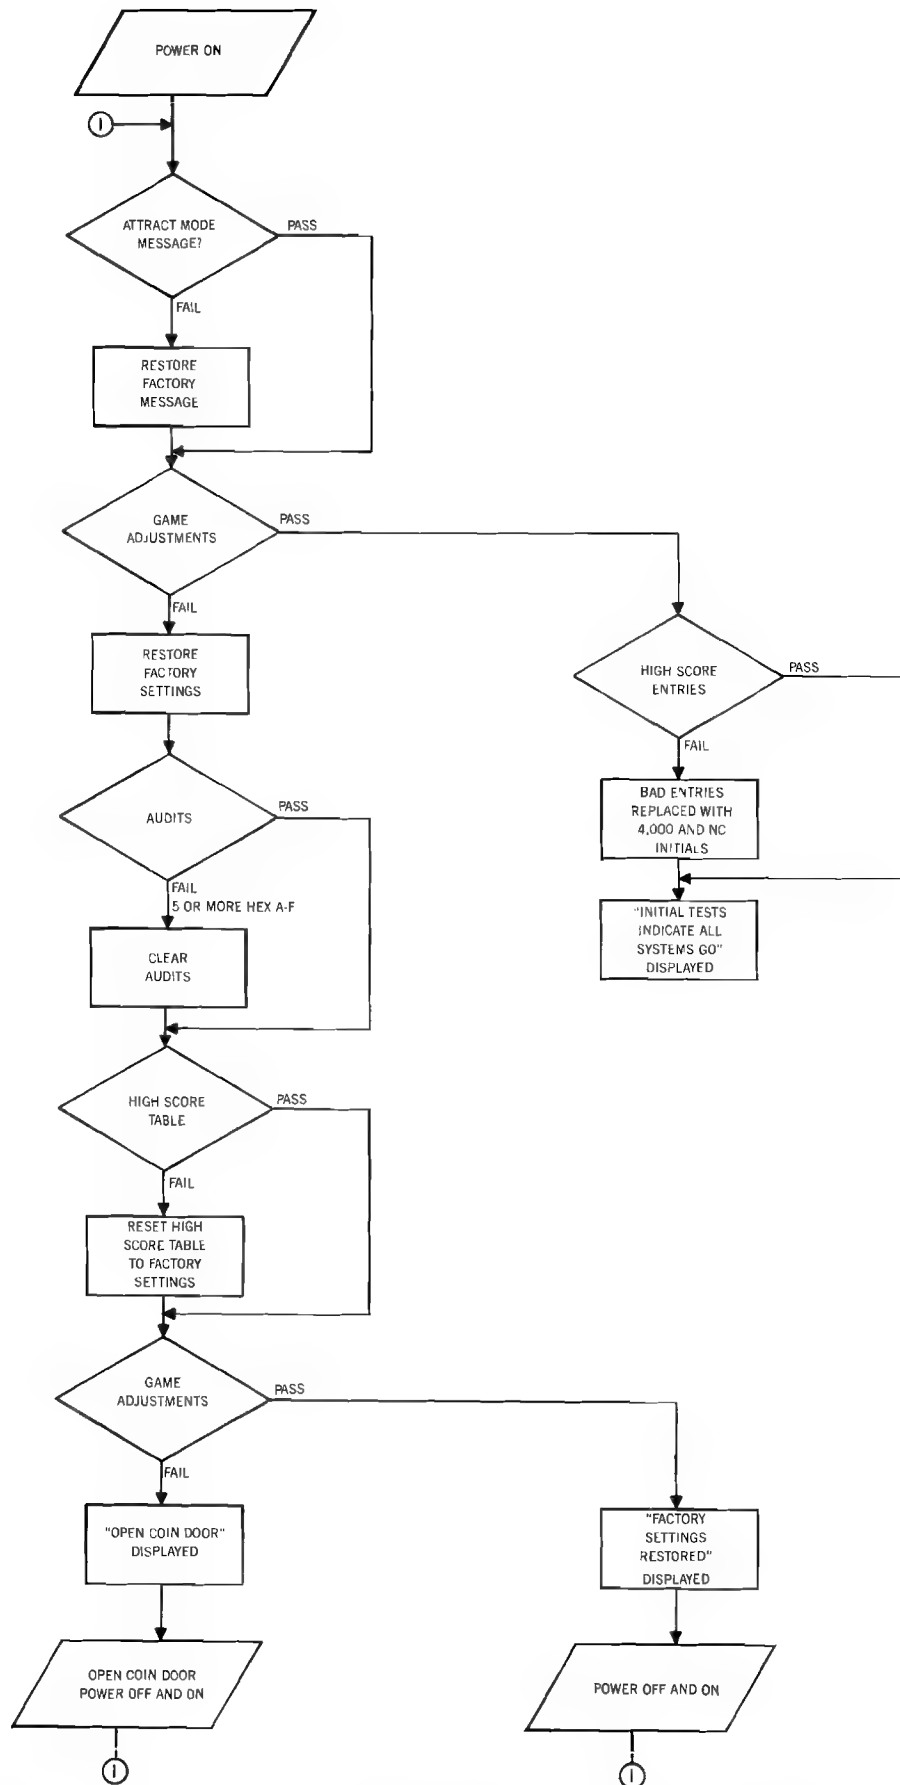 POWER ON
1
ATTRACT MODE
MESSAGE?
PASS
FAIL
RESTORE
FACTORY
MESSAGE
GAME
ADJUSTMENTS
PASS
FAIL
RESTORE
FACTORY
SETTINGS
HIGH SCORE
ENTRIES
PASS
FAIL
BAD ENTRIES
REPLACED WITH
4,000 AND NC
INITIALS
"INITIAL TESTS
INDICATE ALL
SYSTEMS GO"
DISPLAYED
AUDITS
PASS
FAIL
5 OR MORE HEX A-F
CLEAR
AUDITS
HIGH SCORE
TABLE
PASS
FAIL
RESET HIGH
SCORE TABLE
TO FACTORY
SETTINGS
GAME
ADJUSTMENTS
PASS
FAIL
"OPEN COIN DOOR"
DISPLAYED
"FACTORY
SETTINGS
RESTORED"
DISPLAYED
OPEN COIN DOOR
POWER OFF AND ON
POWER OFF AND ON
1
1